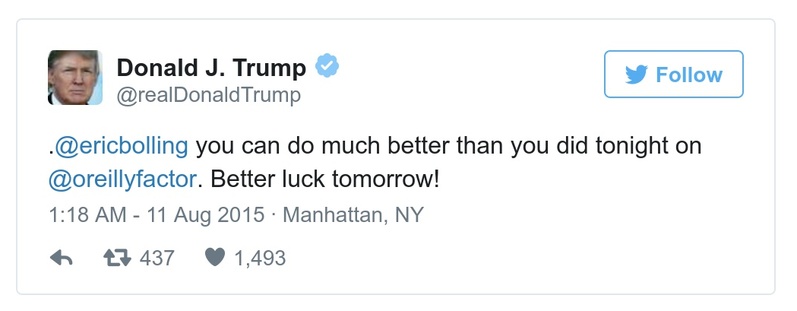 Donald J. Trump
@realDonaldTrump
Follow
.@ericbolling you can do much better than you did tonight on
@oreillyfactor. Better luck tomorrow!
1:18 AM - 11 Aug 2015 · Manhattan, NY
437 1,493